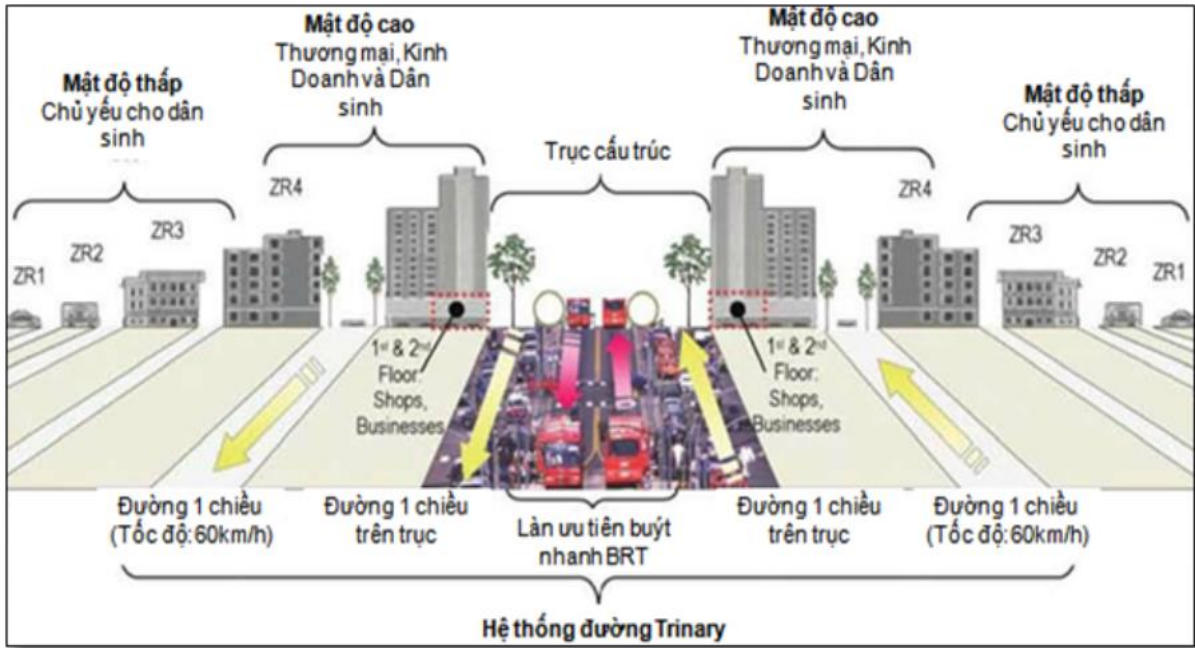 Mật độ cao
Thương mại, Kinh
Doanh và Dân
sinh
Mật độ cao
Thương mại, Kinh
Doanh và Dân
sinh
Mật độ thấp
Chủ yếu cho dân
sinh
Mật độ thấp
Chủ yếu cho dân
sinh
Trục cấu trúc
ZR4
ZR4
ZR3
ZR3
ZR2
ZR2
ZR1
ZR1
1st & 2nd
Floor:
Shops,
Businesses
1st & 2nd
Floor:
Shops,
Businesses
Đường 1 chiều
(Tốc độ: 60km/h)
Đường 1 chiều
trên trục
Làn ưu tiên buýt
nhanh BRT
Đường 1 chiều
trên trục
Đường 1 chiều
(Tốc độ: 60km/h)
Hệ thống đường Trinary